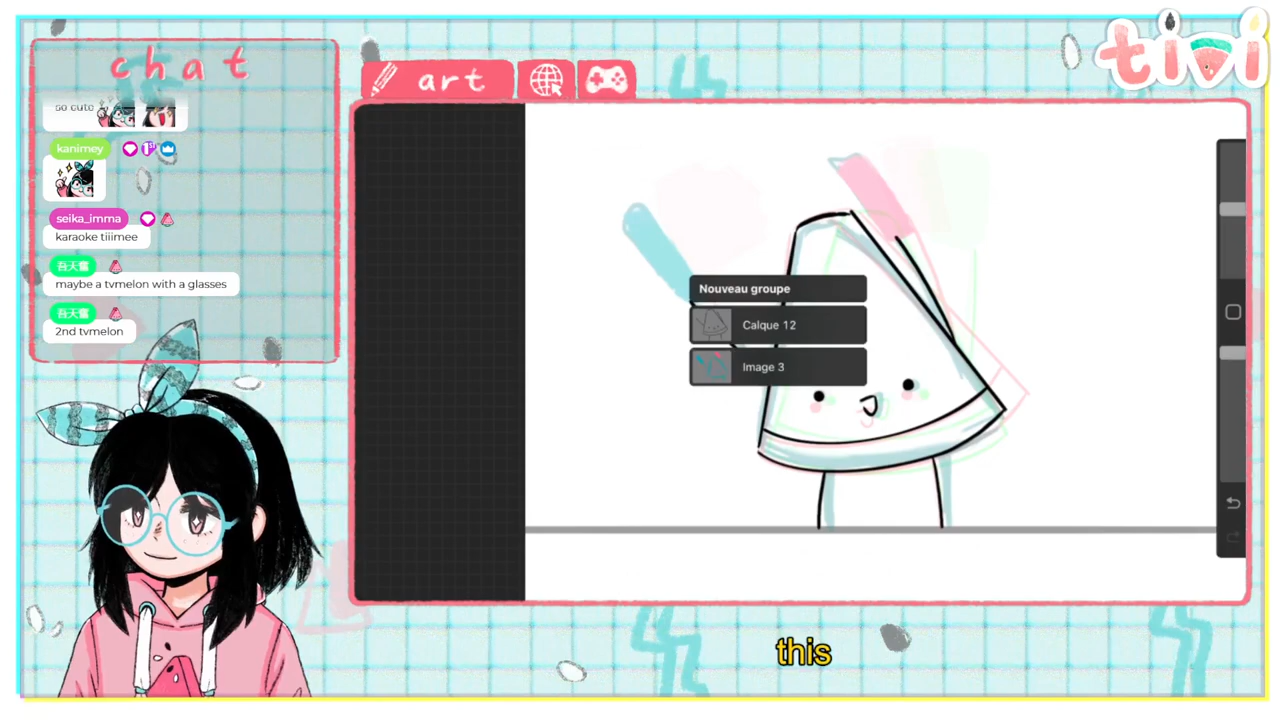 chat
art
tivi
so cute
kanimey
1st
seika_imma
karaoke tiiimee
maybe a tvmelon with a glasses
2nd tvmelon
Nouveau groupe
Calque 12
Image 3
this